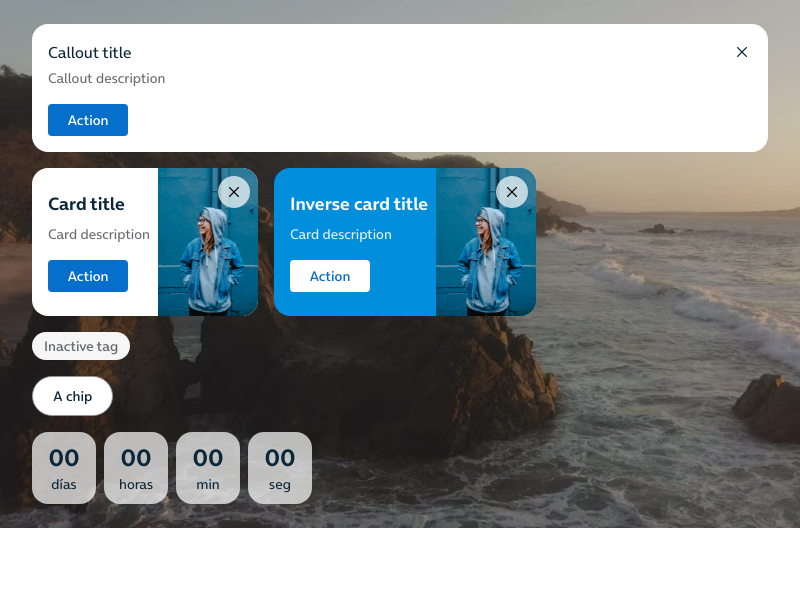 Callout title
Callout description
Action
Card title
Card description
Action
Inverse card title
Card description
Action
Inactive tag
A chip
00 00 00 00
días horas min seg